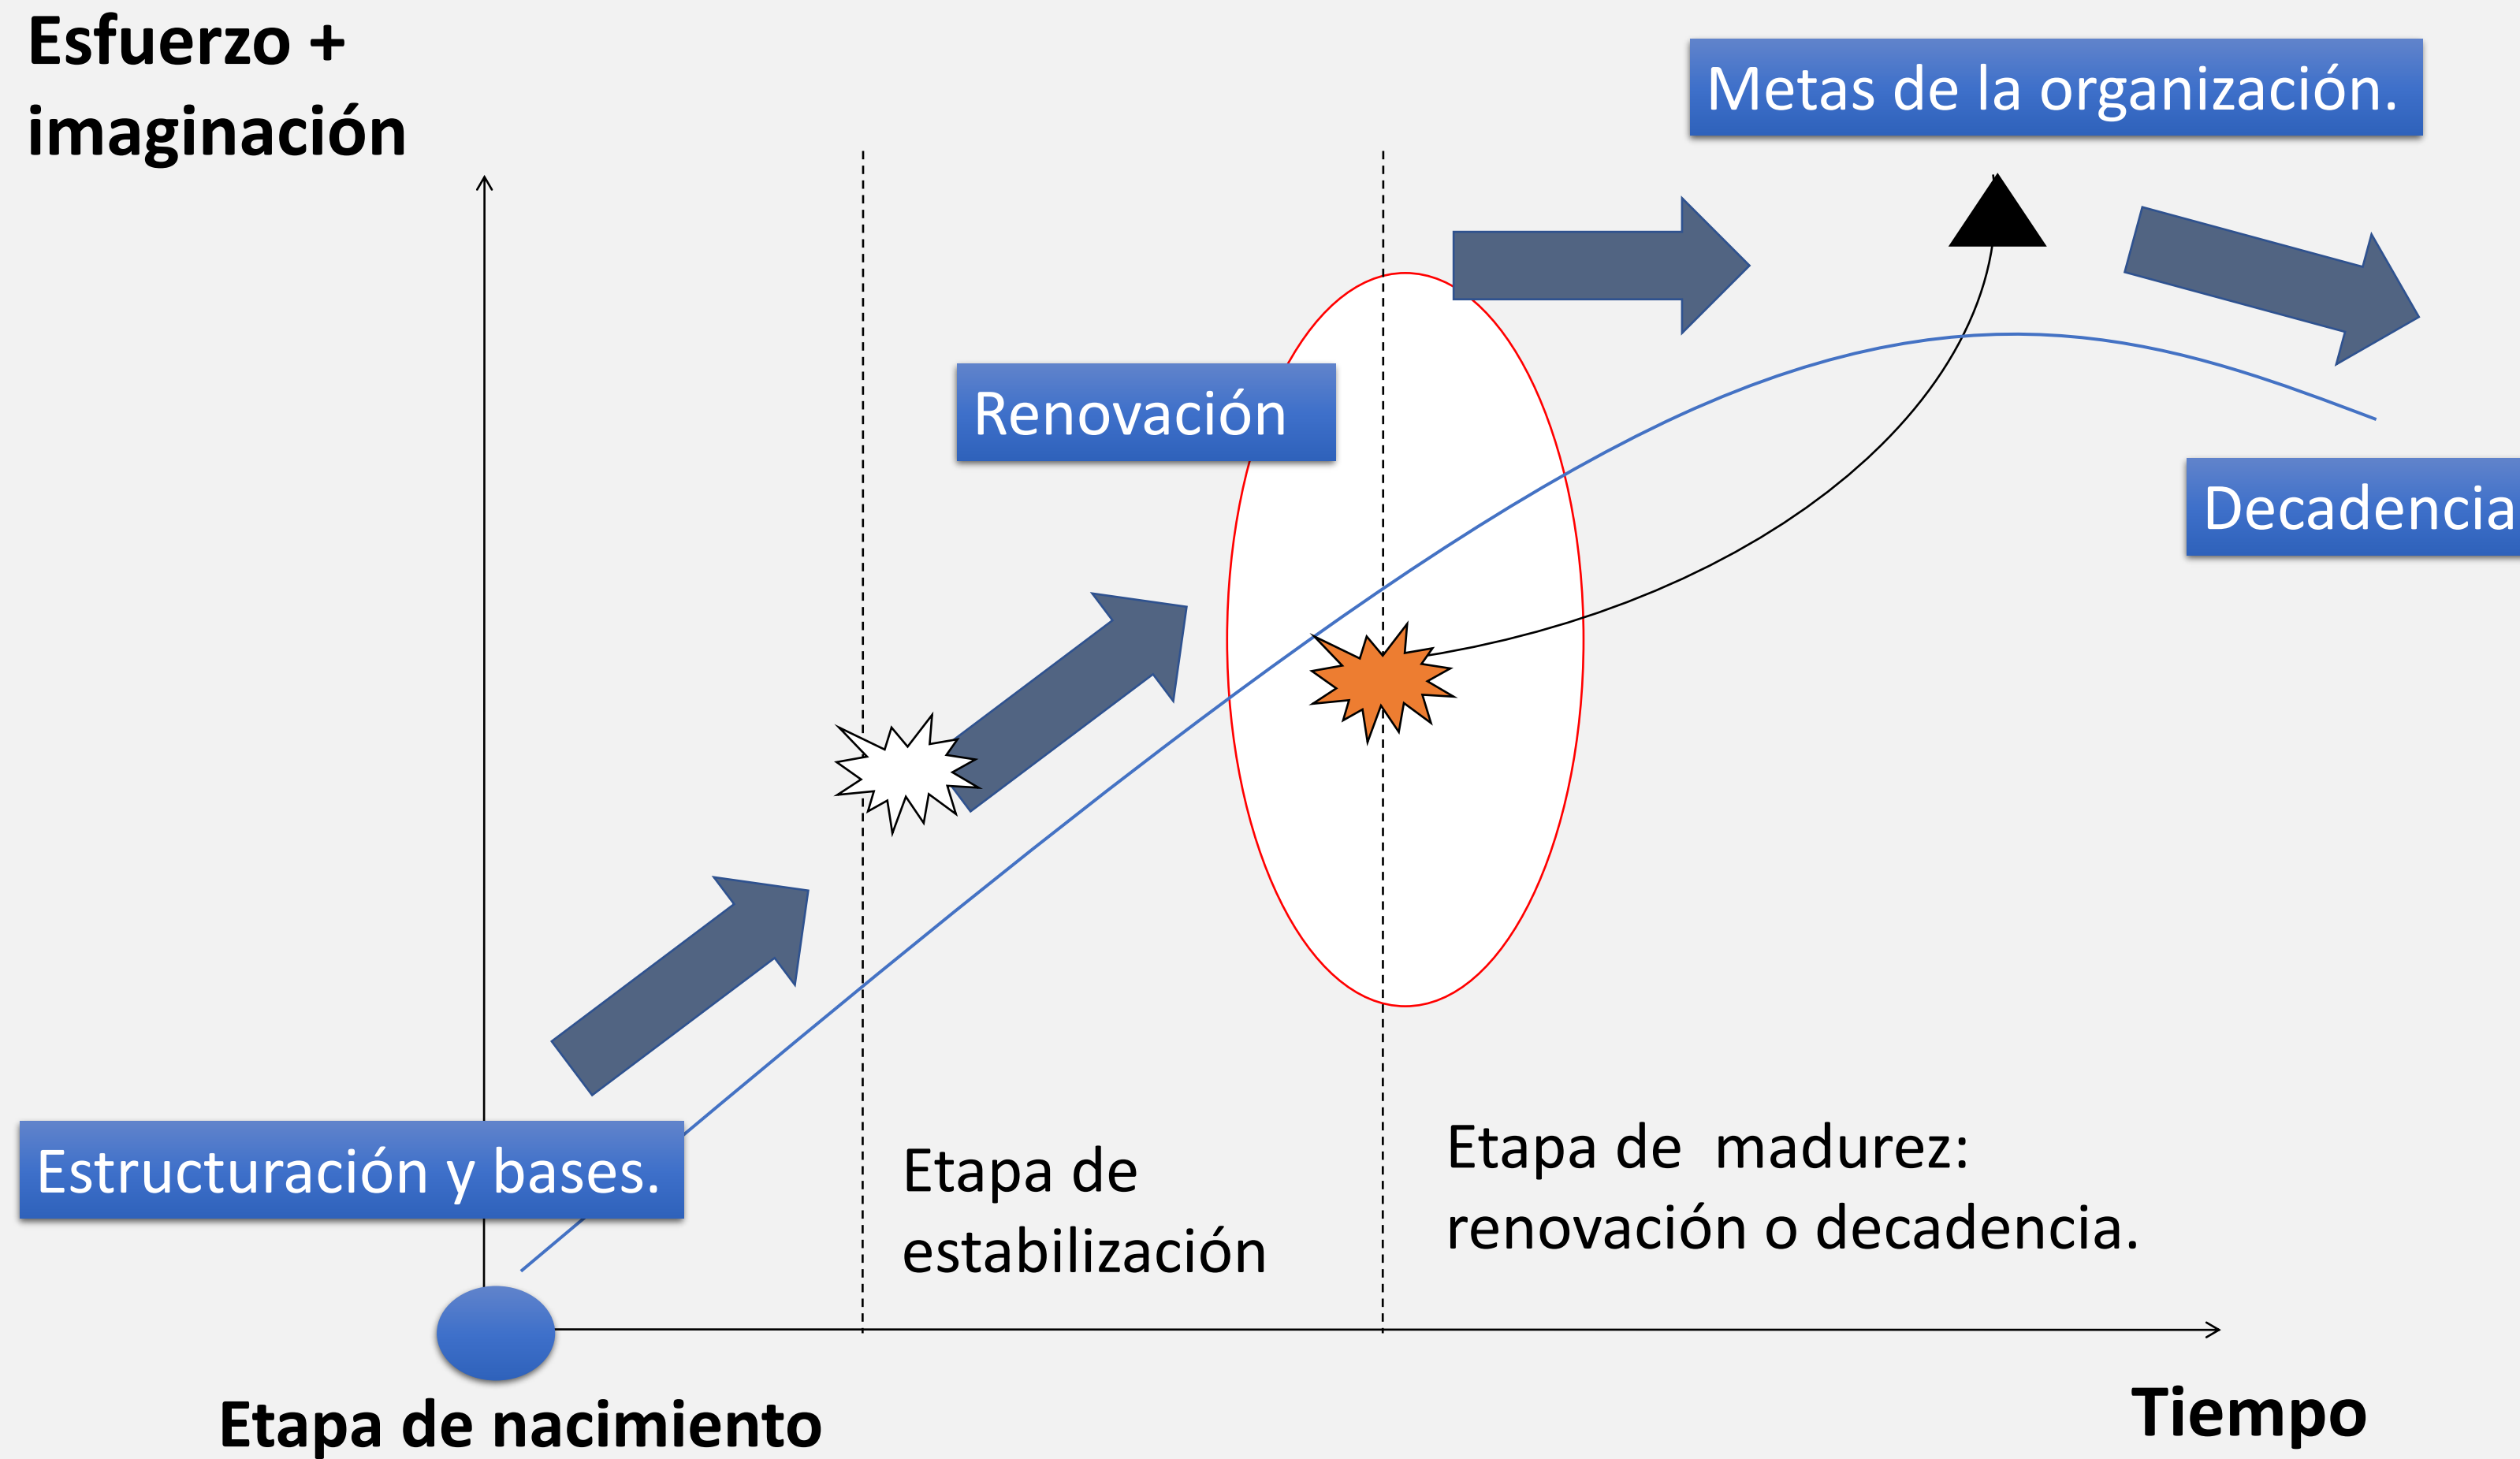 Esfuerzo +
imaginación
Metas de la organización.
Renovación
Decadencia
Estructuración y bases.
Etapa de
estabilización
Etapa de  madurez:
renovación o decadencia.
Etapa de nacimiento
Tiempo